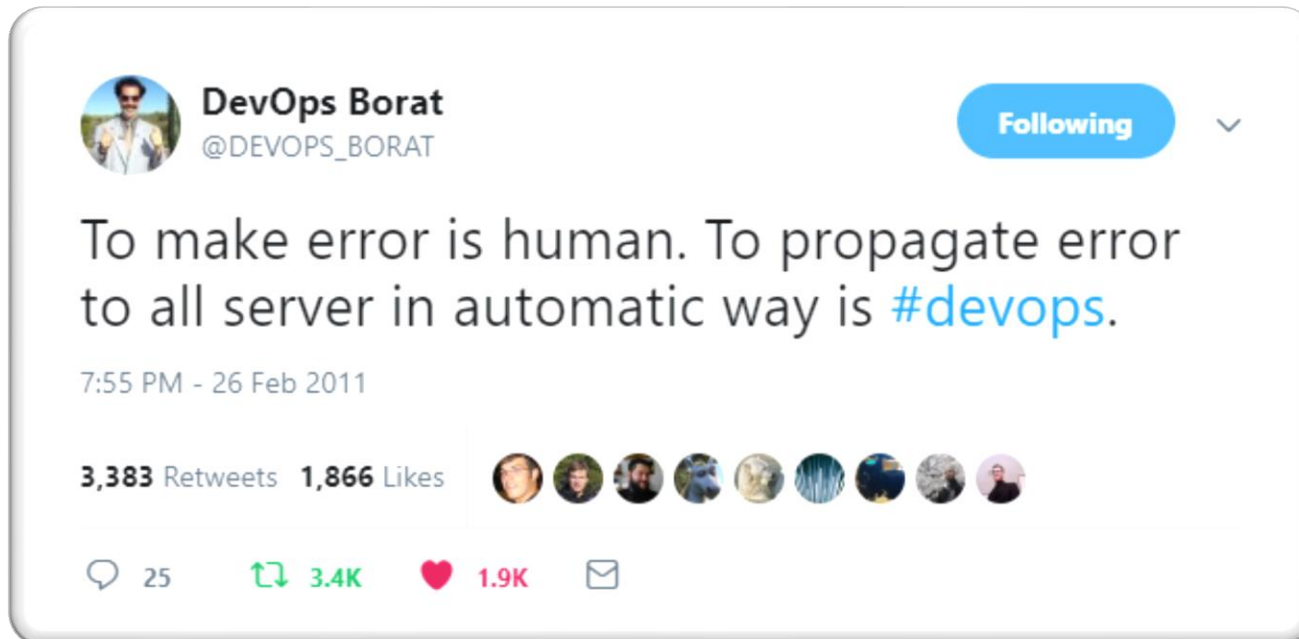 DevOps Borat
@DEVOPS_BORAT
Following
To make error is human. To propagate error
to all server in automatic way is #devops.
7:55 PM - 26 Feb 2011
3,383 Retweets 1,866 Likes
25 3.4K 1.9K